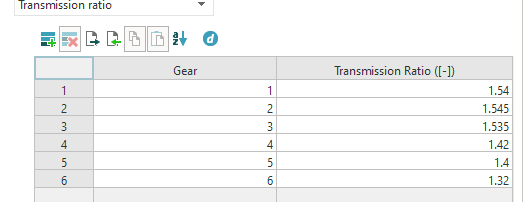 Transmission ratio
Gear Transmission Ratio ([-])
1 1 1.54
2 2 1.545
3 3 1.535
4 4 1.42
5 5 1.4
6 6 1.32